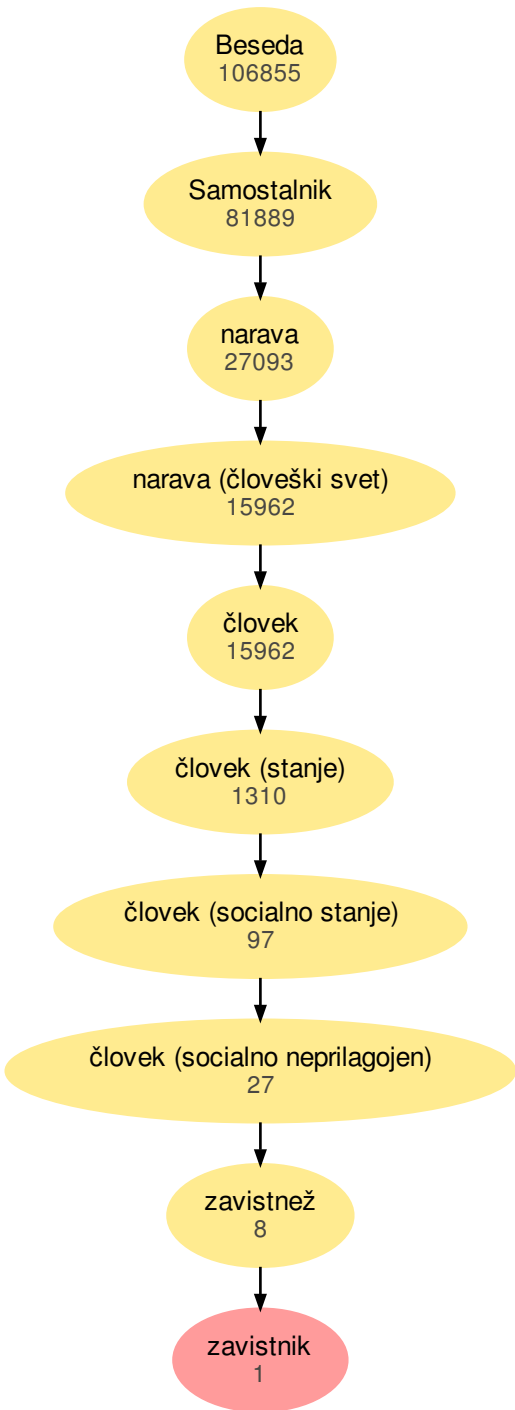 Beseda
106855
Samostalnik
81889
narava
27093
narava (človeški svet)
15962
človek
15962
človek (stanje)
1310
človek (socialno stanje)
97
človek (socialno neprilagojen)
27
zavistnež
8
zavistnik
1